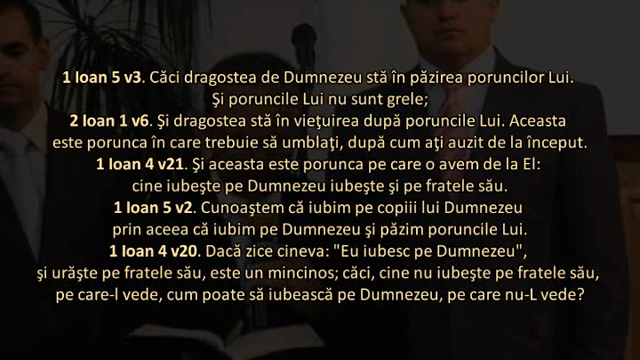 1 Ioan 5 v3. Căci dragostea de Dumnezeu stă în păzirea poruncilor Lui.
Şi poruncile Lui nu sunt grele;
2 Ioan 1 v6. Şi dragostea stă în vieţuirea după poruncile Lui. Aceasta
este porunca în care trebuie să umblaţi, după cum aţi auzit de la început.
1 Ioan 4 v21. Şi aceasta este porunca pe care o avem de la El:
cine iubeşte pe Dumnezeu iubeşte şi pe fratele său.
1 Ioan 5 v2. Cunoaştem că iubim pe copiii lui Dumnezeu
prin aceea că iubim pe Dumnezeu şi păzim poruncile Lui.
1 Ioan 4 v20. Dacă zice cineva: "Eu iubesc pe Dumnezeu",
şi urăşte pe fratele său, este un mincinos; căci, cine nu iubeşte pe fratele său,
pe care-l vede, cum poate să iubească pe Dumnezeu, pe care nu-L vede?